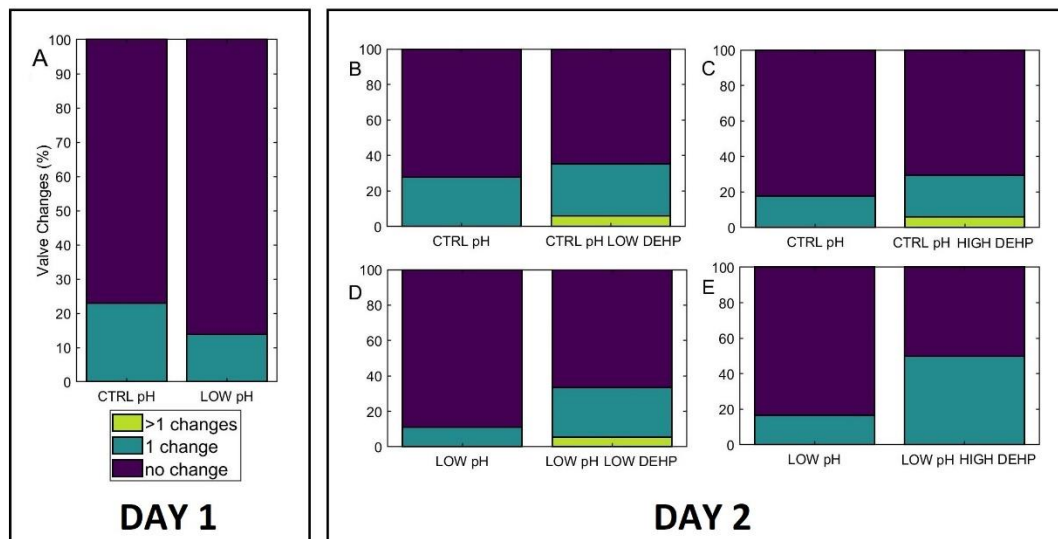 A
100
90
80
70
60
50
40
30
20
10
0
Valve Changes (%)
CTRL pH LOW pH
>1 changes
1 change
no change
DAY 1
B
100
80
60
40
20
0
CTRL pH CTRL pH LOW DEHP
C
100
80
60
40
20
0
CTRL pH CTRL pH HIGH DEHP
D
100
80
60
40
20
0
LOW pH LOW pH LOW DEHP
E
100
80
60
40
20
0
LOW pH LOW pH HIGH DEHP
DAY 2